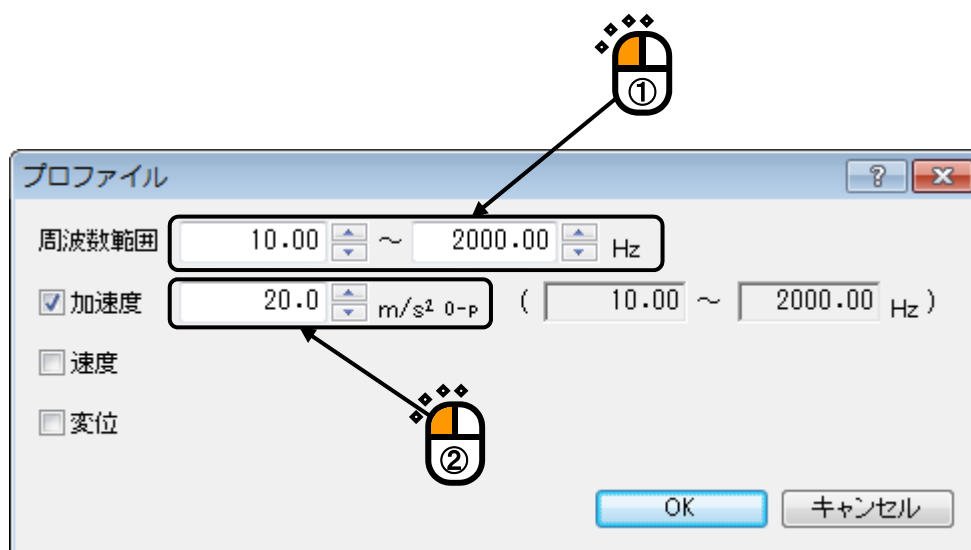 ①
プロファイル
周波数範囲 10.00 ～ 2000.00 Hz
加速度 20.0 m/s² 0-p ( 10.00 ～ 2000.00 Hz )
速度
変位
②
OK キャンセル